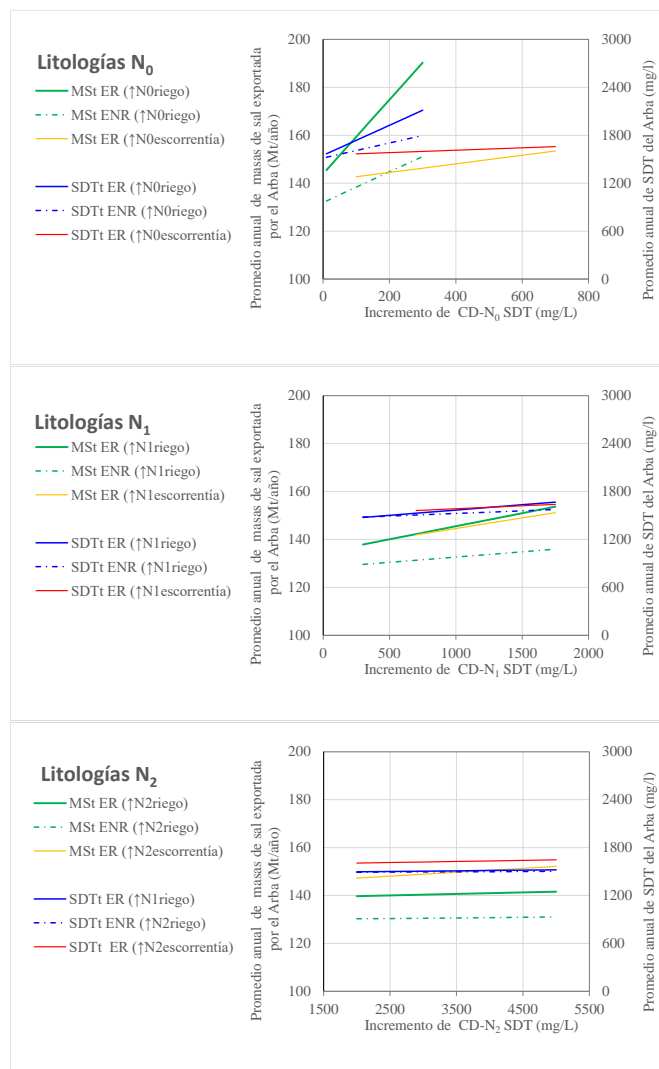 Litologías N0
MSt ER (↑N0riego)
MSt ENR (↑N0riego)
MSt ER (↑N0escorrentía)
SDTt ER (↑N0riego)
SDTt ENR (↑N0riego)
SDTt ER (↑N0escorrentía)
Promedio anual de masas de sal exportada
por el Arba (Mt/año)
200
180
160
140
120
100
0
200
400
600
800
Incremento de CD-N0 SDT (mg/L)
3000
2400
1800
1200
600
0
Promedio anual de SDT del Arba (mg/l)
Litologías N1
MSt ER (↑N1riego)
MSt ENR (↑N1riego)
MSt ER (↑N1escorrentía)
SDTt ER (↑N1riego)
SDTt ENR (↑N1riego)
SDTt ER (↑N1escorrentía)
Promedio anual de masas de sal exportada
por el Arba (Mt/año)
200
180
160
140
120
100
0
500
1000
1500
2000
Incremento de CD-N1 SDT (mg/L)
3000
2400
1800
1200
600
0
Promedio anual de SDT del Arba (mg/l)
Litologías N2
MSt ER (↑N2riego)
MSt ENR (↑N2riego)
MSt ER (↑N2escorrentía)
SDTt ER (↑N1riego)
SDTt ENR (↑N2riego)
SDTt ER (↑N2escorrentía)
Promedio anual de masas de sal exportada
por el Arba (Mt/año)
200
180
160
140
120
100
1500
2500
3500
4500
5500
Incremento de CD-N2 SDT (mg/L)
3000
2400
1800
1200
600
0
Promedio anual de SDT del Arba (mg/l)